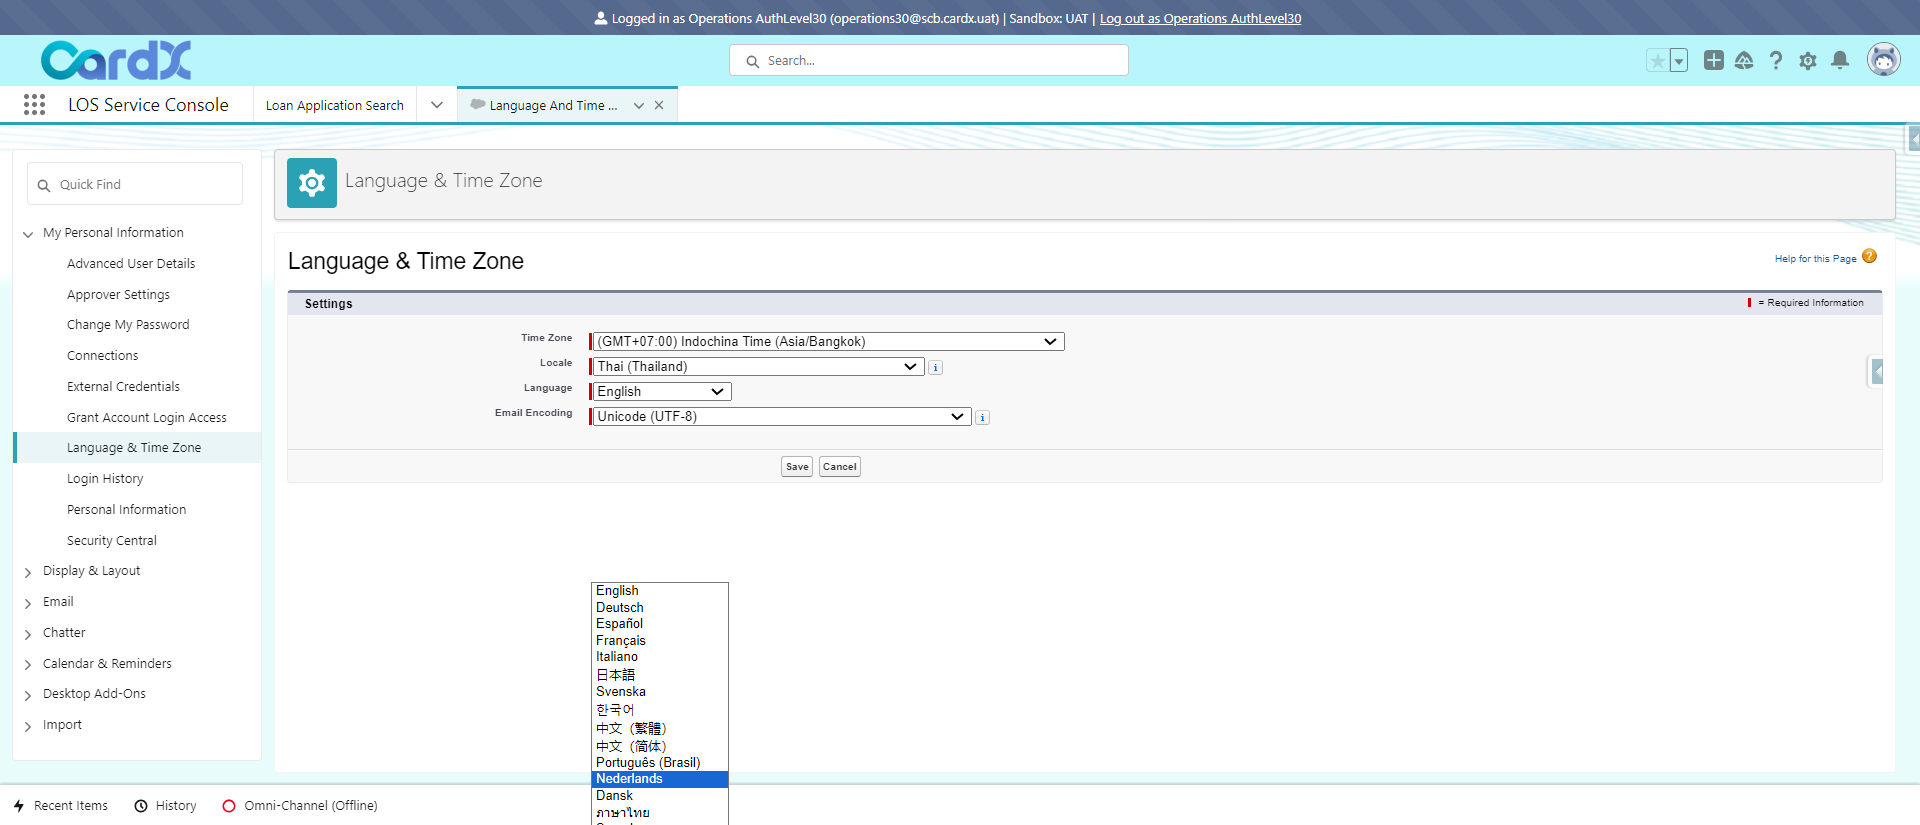 Logged in as Operations AuthLevel30 (operations30@scb.cardx.uat) | Sandbox: UAT | Log out as Operations AuthLevel30
CardX
Search...
LOS Service Console
Loan Application Search
Language And Time ...
Quick Find
My Personal Information
Advanced User Details
Approver Settings
Change My Password
Connections
External Credentials
Grant Account Login Access
Language & Time Zone
Login History
Personal Information
Security Central
Display & Layout
Email
Chatter
Calendar & Reminders
Desktop Add-Ons
Import
Language & Time Zone
Language & Time Zone
Help for this Page ?
Settings
= Required Information
Time Zone (GMT+07:00) Indochina Time (Asia/Bangkok)
Locale Thai (Thailand) i
Language English
Email Encoding Unicode (UTF-8) i
Save Cancel
English
Deutsch
Español
Français
Italiano
日本語
Svenska
한국어
中文（繁體）
中文（简体）
Português (Brasil)
Nederlands
Dansk
ภาษาไทย
Recent Items
History
Omni-Channel (Offline)